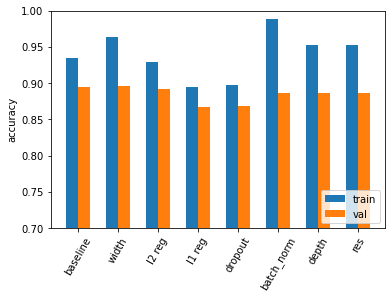 1.00
0.95
0.90
0.85
0.80
0.75
0.70
accuracy
baseline
width
l2 reg
l1 reg
dropout
batch_norm
depth
res
train
val